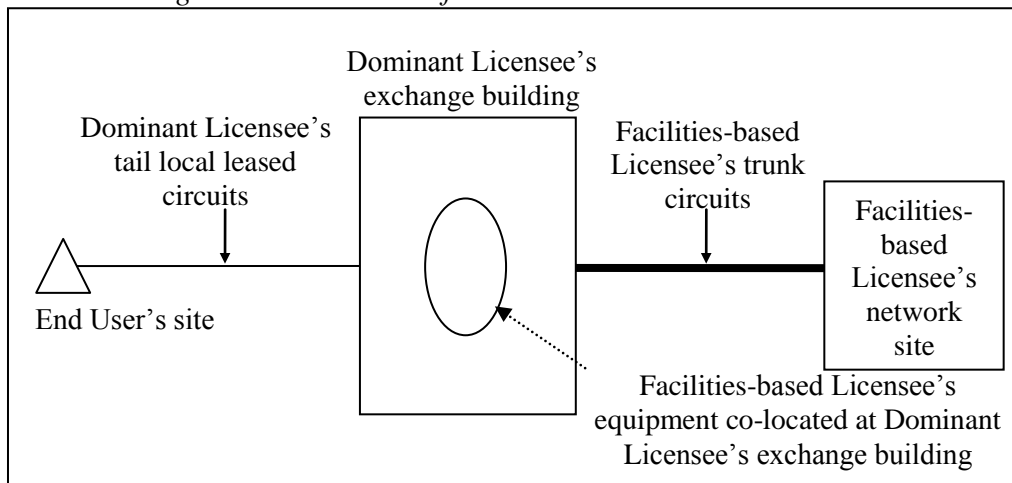 Dominant Licensee's
exchange building
Dominant Licensee's
tail local leased
circuits
Facilities-based
Licensee's trunk
circuits
Facilities-
based
Licensee's
network
site
End User's site
Facilities-based Licensee's
equipment co-located at Dominant
Licensee's exchange building